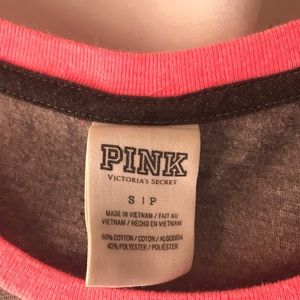 PINK
VICTORIA'S SECRET
S | P
MADE IN VIETNAM / FAIT AU
VIETNAM / HECHO EN VIETNAM
60% COTTON / COTON / ALGODÓN
40% POLYESTER / POLIÉSTER